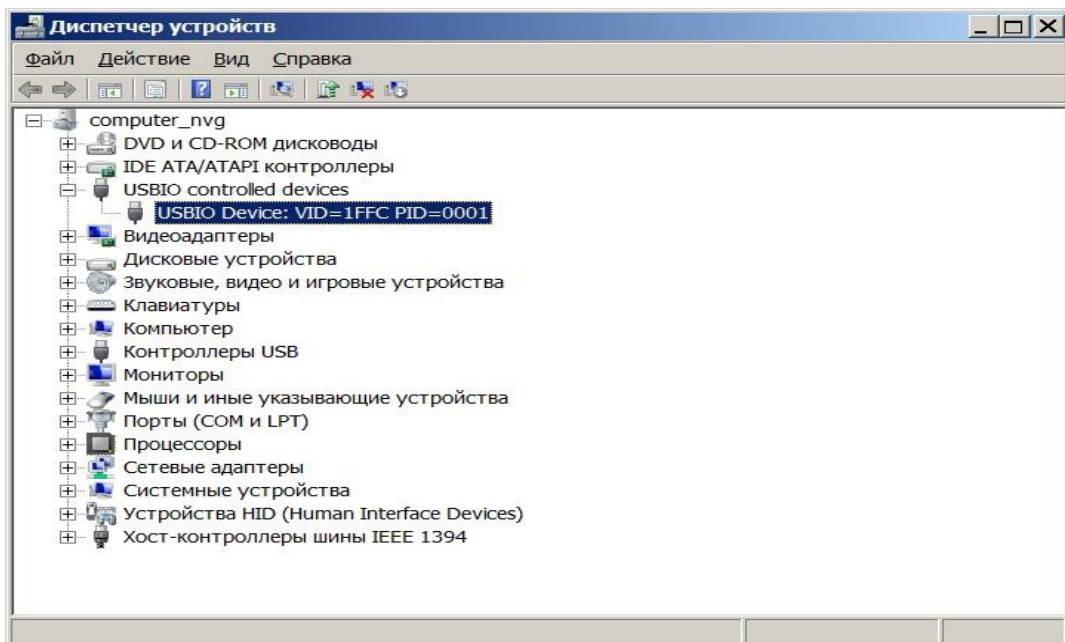 Диспетчер устройств
Файл Действие Вид Справка
computer_nvg
DVD и CD-ROM дисководы
IDE ATA/ATAPI контроллеры
USBIO controlled devices
USBIO Device: VID=1FFC PID=0001
Видеоадаптеры
Дисковые устройства
Звуковые, видео и игровые устройства
Клавиатуры
Компьютер
Контроллеры USB
Мониторы
Мыши и иные указывающие устройства
Порты (COM и LPT)
Процессоры
Сетевые адаптеры
Системные устройства
Устройства HID (Human Interface Devices)
Хост-контроллеры шины IEEE 1394